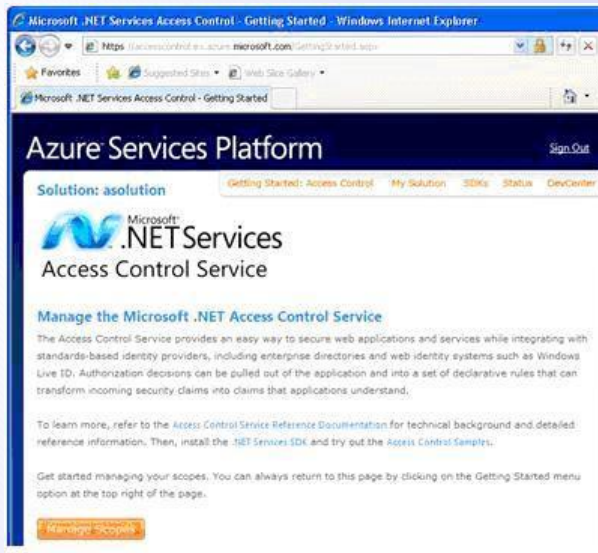 Microsoft .NET Services Access Control - Getting Started - Windows Internet Explorer
https://accesscontrol.ex.azure.microsoft.com/GettingStarted.aspx
Favorites Suggested Sites Web Slice Gallery
Microsoft .NET Services Access Control - Getting Started
Azure Services Platform
Sign Out
Solution: asolution
Getting Started: Access Control My Solution SDKs Status DevCenter
Microsoft
.NET Services
Access Control Service
Manage the Microsoft .NET Access Control Service
The Access Control Service provides an easy way to secure web applications and services while integrating with
standards-based identity providers, including enterprise directories and web identity systems such as Windows
Live ID. Authorization decisions can be pulled out of the application and into a set of declarative rules that can
transform incoming security claims into claims that applications understand.
To learn more, refer to the Access Control Service Reference Documentation for technical background and detailed
reference information. Then, install the .NET Services SDK and try out the Access Control Samples.
Get started managing your scopes. You can always return to this page by clicking on the Getting Started menu
option at the top right of the page.
Manage Scopes